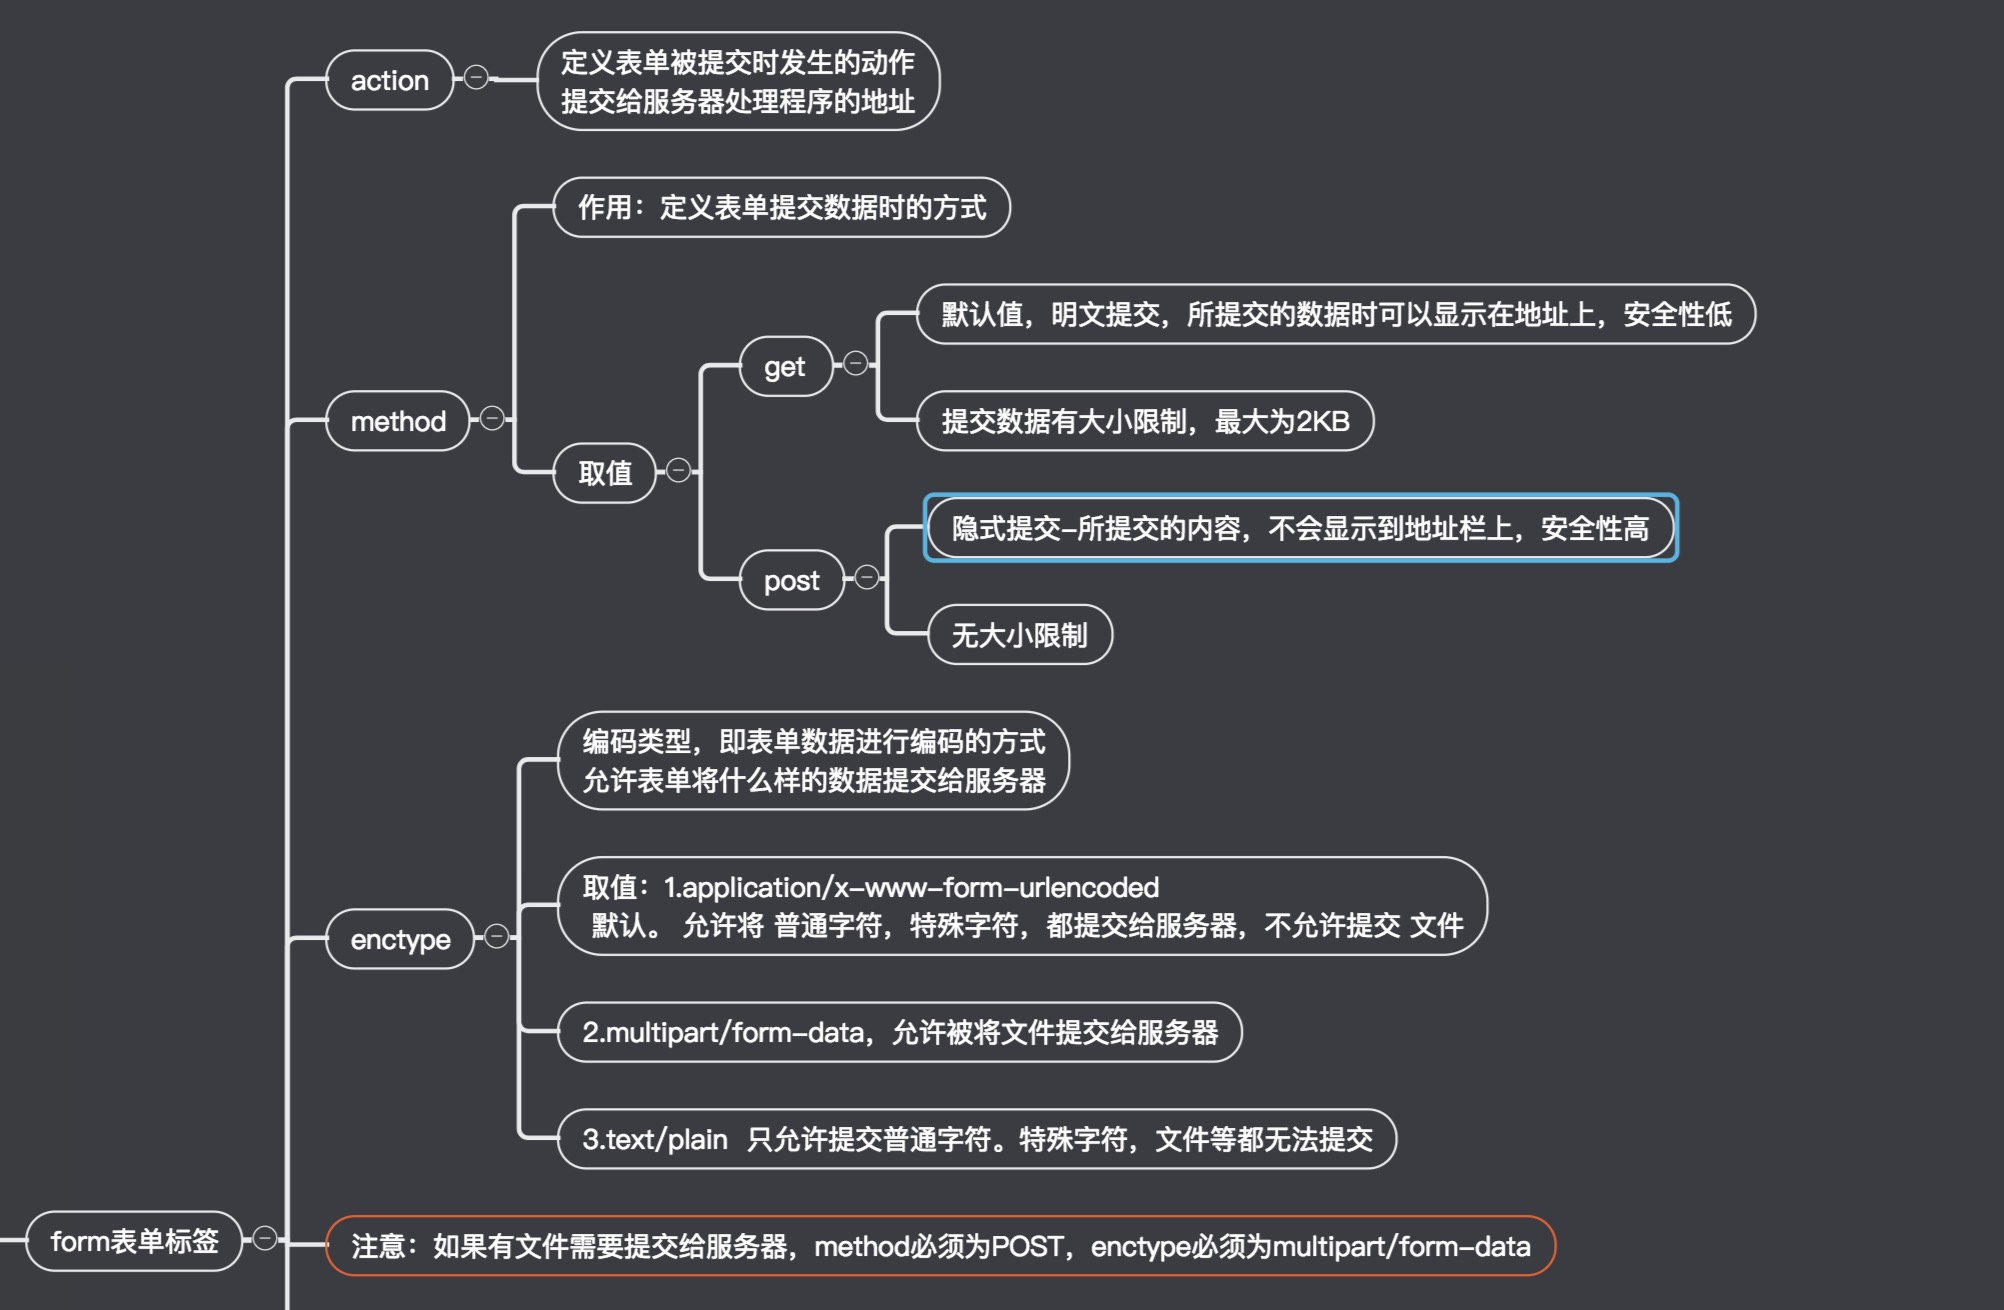 action
定义表单被提交时发生的动作
提交给服务器处理程序的地址
method
作用：定义表单提交数据时的方式
取值
get
默认值，明文提交，所提交的数据时可以显示在地址上，安全性低
提交数据有大小限制，最大为2KB
post
隐式提交-所提交的内容，不会显示到地址栏上，安全性高
无大小限制
enctype
编码类型，即表单数据进行编码的方式
允许表单将什么样的数据提交给服务器
取值：1.application/x-www-form-urlencoded
默认。 允许将 普通字符，特殊字符，都提交给服务器，不允许提交 文件
2.multipart/form-data，允许被将文件提交给服务器
3.text/plain 只允许提交普通字符。特殊字符，文件等都无法提交
form表单标签
注意：如果有文件需要提交给服务器，method必须为POST，enctype必须为multipart/form-data